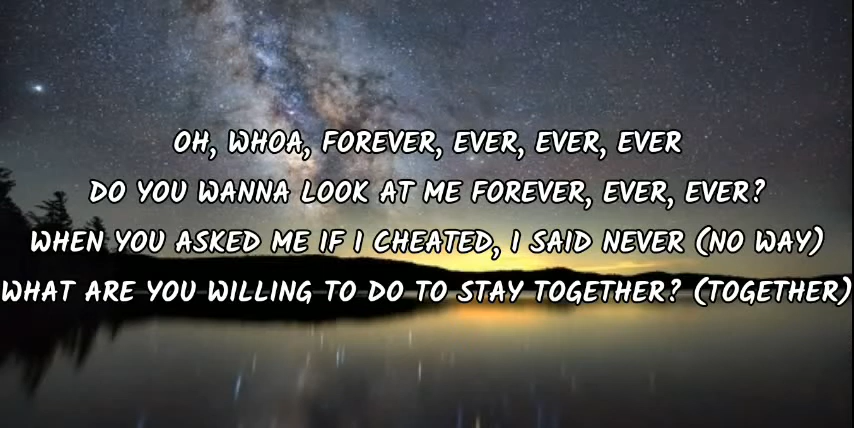 OH, WHOA, FOREVER, EVER, EVER, EVER
DO YOU WANNA LOOK AT ME FOREVER, EVER, EVER?
WHEN YOU ASKED ME IF I CHEATED, I SAID NEVER (NO WAY)
WHAT ARE YOU WILLING TO DO TO STAY TOGETHER? (TOGETHER)